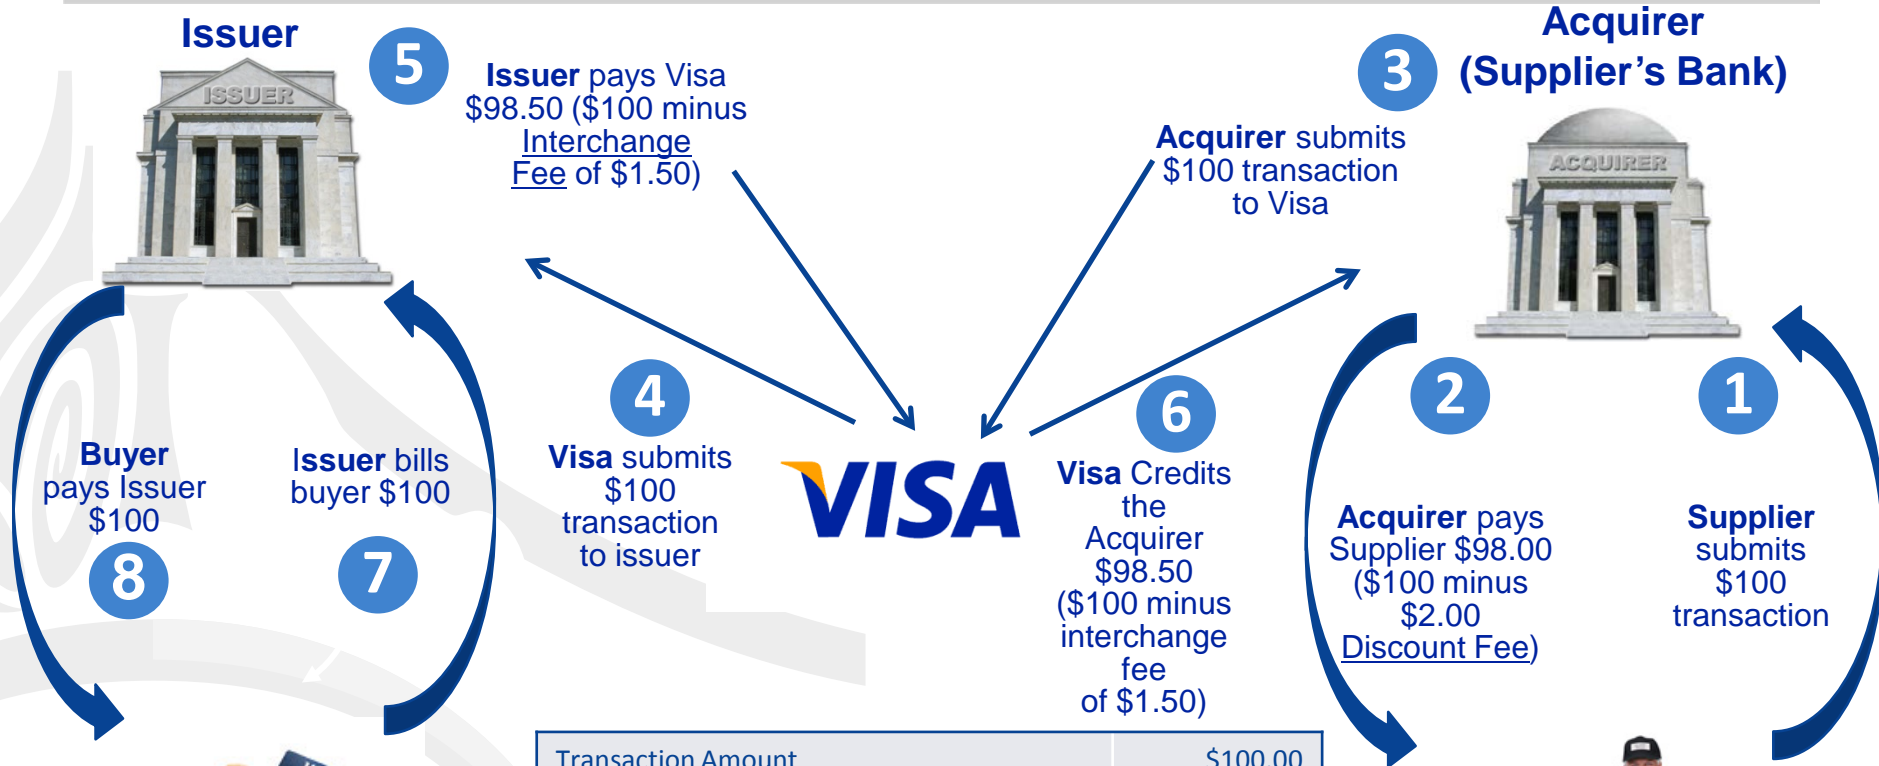 Issuer
5
Issuer pays Visa
$98.50 ($100 minus
Interchange
Fee of $1.50)
ISSUER
Acquirer
(Supplier’s Bank)
3
Acquirer submits
$100 transaction
to Visa
ACQUIRER
4
Visa submits
$100
transaction
to issuer
VISA
6
Visa Credits
the
Acquirer
$98.50
($100 minus
interchange
fee
of $1.50)
2
Acquirer pays
Supplier $98.00
($100 minus
$2.00
Discount Fee)
1
Supplier
submits
$100
transaction
Buyer
pays Issuer
$100
8
Issuer bills
buyer $100
7
Transaction Amount
$100.00